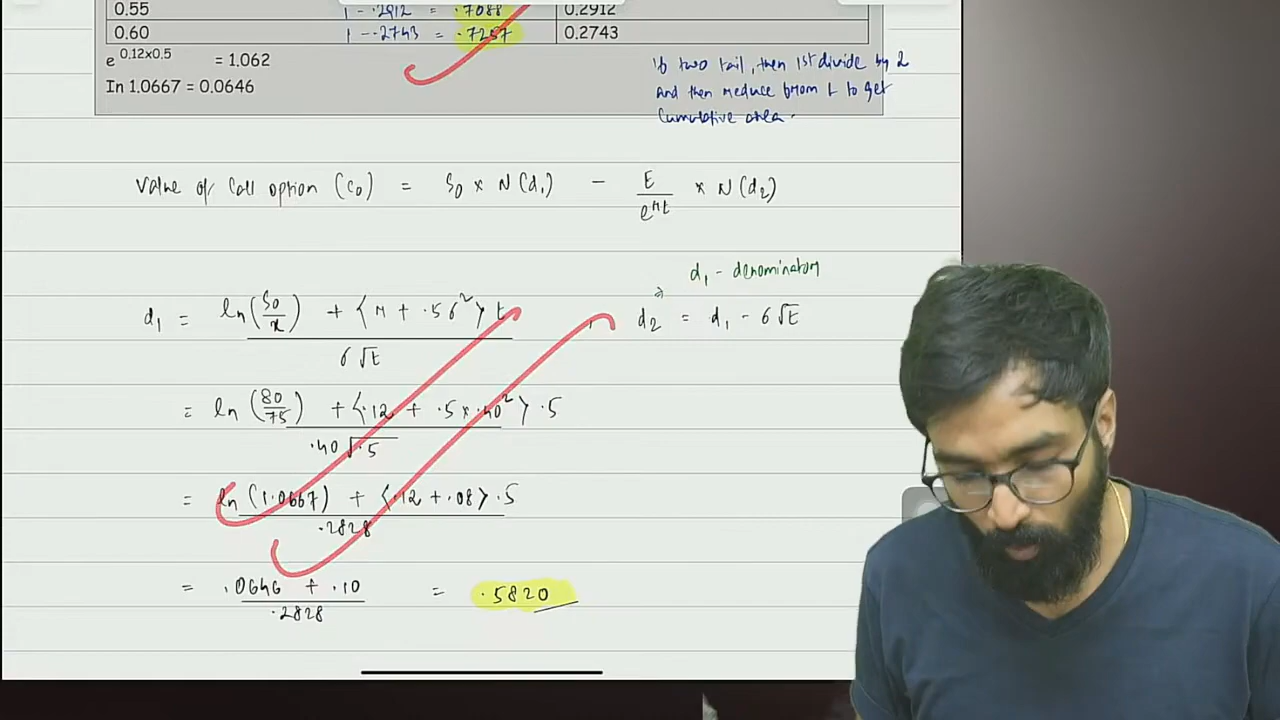 0.55 1 - .2912 = .7088 0.2912
0.60 1 - .2743 = .7257 0.2743
e^0.12x0.5 = 1.062
In 1.0667 = 0.0646
If two tail, then 1st divide by 2
And then reduce from 1 to get
Cumulative area.
Value of Call option (C₀) = S₀ × N(d₁) - E/e^rt × N(d₂)
d₁ - denominator
d₁ = ln(S₀/x) + <r + .5σ²> t / σ√t , ⇒ d₂ = d₁ - σ√t
= ln(80/75) + <.12 + .5×.40²> .5 / .40√.5
= ln(1.0667) + <.12 + .08> .5 / .2828
= .0646 + .10 / .2828 = .5820